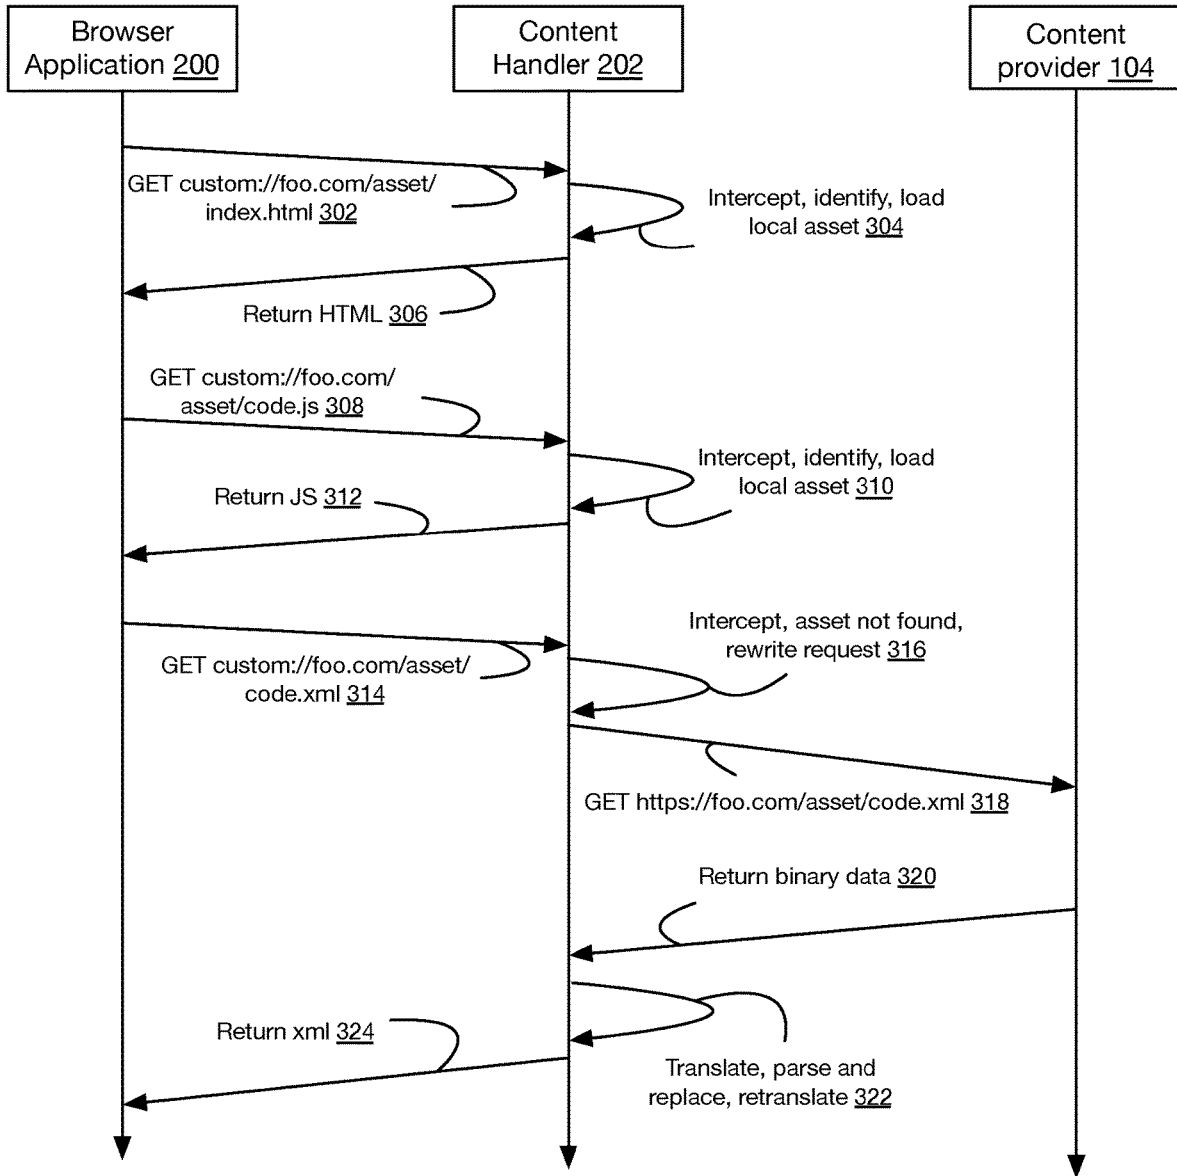 Browser
Application 200
Content
Handler 202
Content
provider 104
GET custom://foo.com/asset/
index.html 302
Intercept, identify, load
local asset 304
Return HTML 306
GET custom://foo.com/
asset/code.js 308
Intercept, identify, load
local asset 310
Return JS 312
Intercept, asset not found,
rewrite request 316
GET custom://foo.com/asset/
code.xml 314
GET https://foo.com/asset/code.xml 318
Return binary data 320
Return xml 324
Translate, parse and
replace, retranslate 322